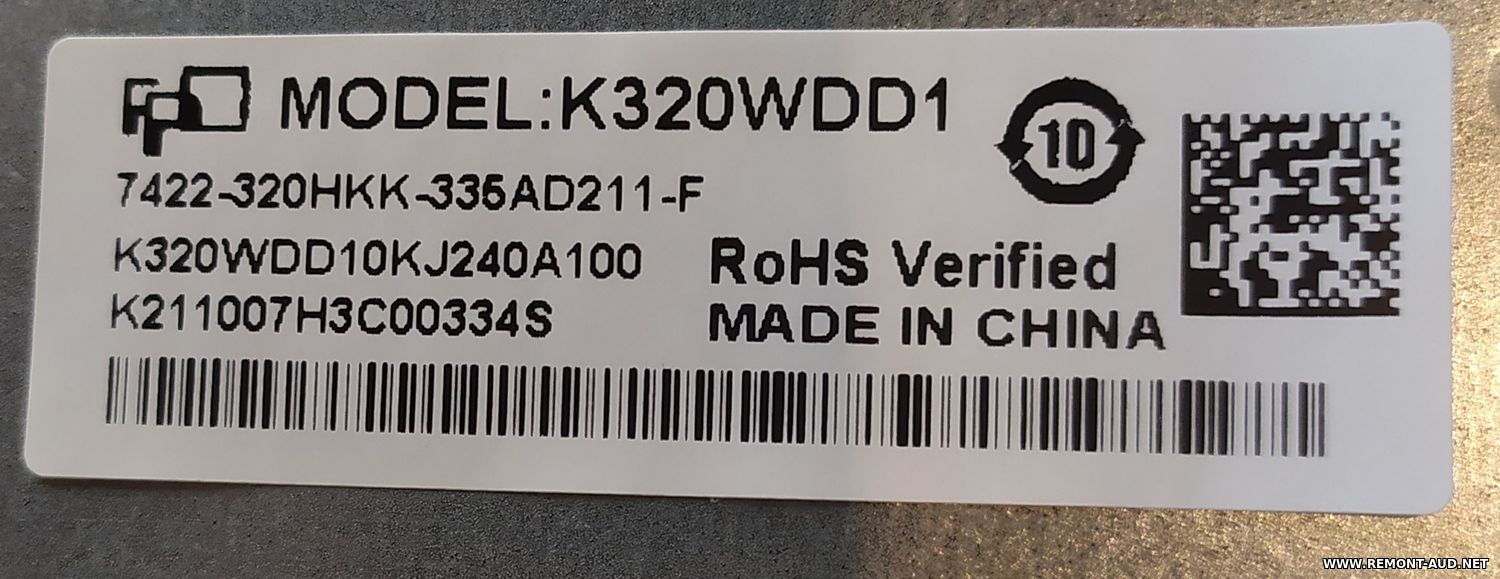 MODEL:K320WDD1
10
7422-320HKK-335AD211-F
K320WDD10KJ240A100
K211007H3C00334S
RoHS Verified
MADE IN CHINA
WWW.REMONT-AUD.NET